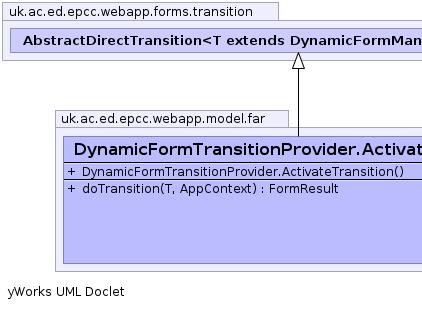 uk.ac.ed.epcc.webapp.forms.transition
AbstractDirectTransition<T extends DynamicFormMan
uk.ac.ed.epcc.webapp.model.far
DynamicFormTransitionProvider.Activat
+ DynamicFormTransitionProvider.ActivateTransition()
+ doTransition(T, AppContext) : FormResult
yWorks UML Doclet